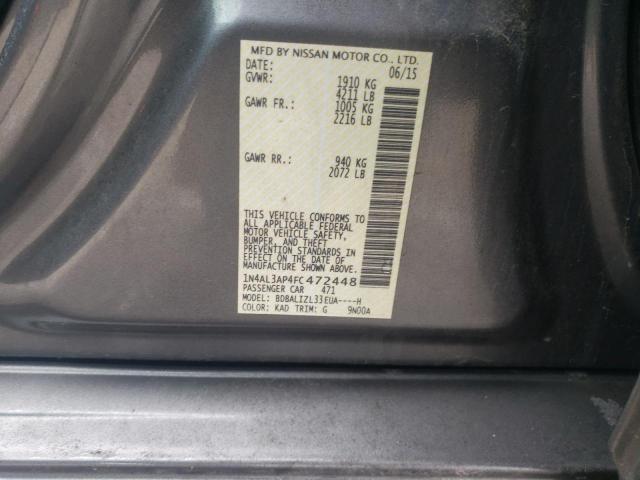 MFD BY NISSAN MOTOR CO., LTD.
DATE: 06/15
GVWR: 1910 KG
4211 LB
GAWR FR.: 1005 KG
2216 LB
GAWR RR.: 940 KG
2072 LB
THIS VEHICLE CONFORMS TO
ALL APPLICABLE FEDERAL
MOTOR VEHICLE SAFETY,
BUMPER, AND THEFT
PREVENTION STANDARDS IN
EFFECT ON THE DATE OF
MANUFACTURE SHOWN ABOVE.
1N4AL3AP4FC472448
PASSENGER CAR 471
MODEL: BDBALIZL33EUA----H
COLOR: KAD TRIM: G 9N00A